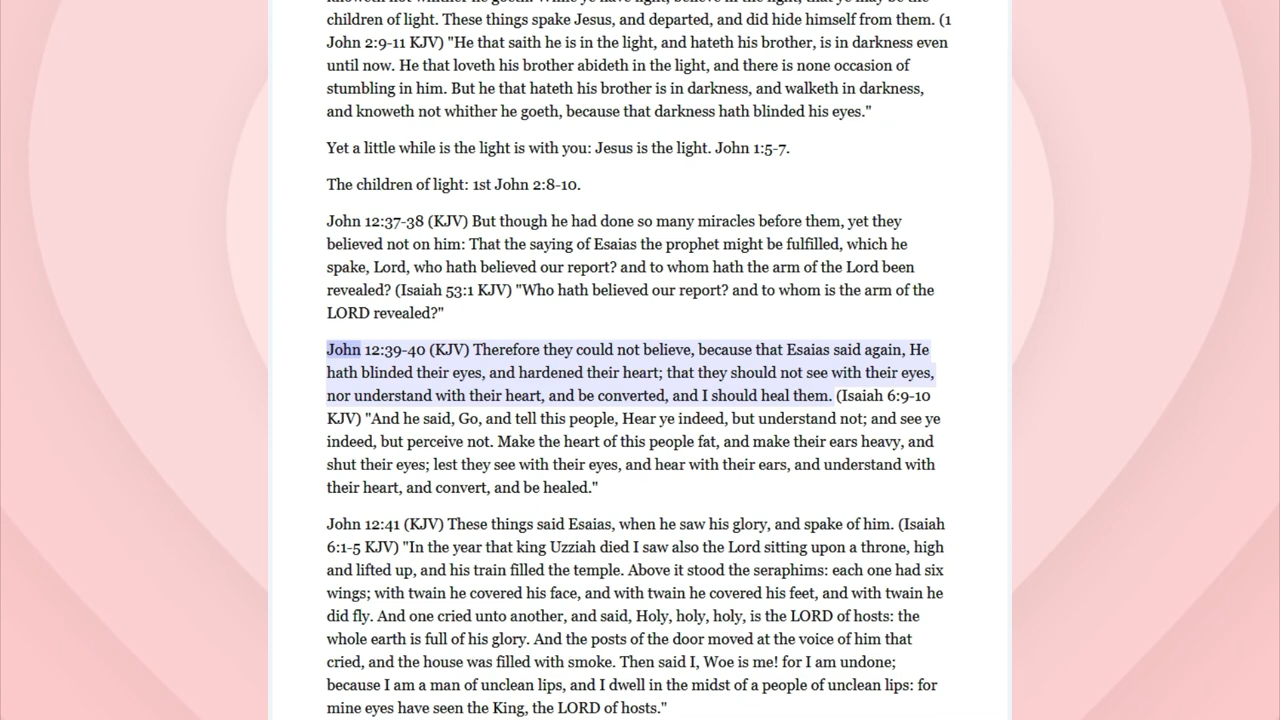 knoweth not whither he goeth. While ye have light, believe in the light, that ye may be the
children of light. These things spake Jesus, and departed, and did hide himself from them. (1
John 2:9-11 KJV) "He that saith he is in the light, and hateth his brother, is in darkness even
until now. He that loveth his brother abideth in the light, and there is none occasion of
stumbling in him. But he that hateth his brother is in darkness, and walketh in darkness,
and knoweth not whither he goeth, because that darkness hath blinded his eyes."
Yet a little while is the light is with you: Jesus is the light. John 1:5-7.
The children of light: 1st John 2:8-10.
John 12:37-38 (KJV) But though he had done so many miracles before them, yet they
believed not on him: That the saying of Esaias the prophet might be fulfilled, which he
spake, Lord, who hath believed our report? and to whom hath the arm of the Lord been
revealed? (Isaiah 53:1 KJV) "Who hath believed our report? and to whom is the arm of the
LORD revealed?"
John 12:39-40 (KJV) Therefore they could not believe, because that Esaias said again, He
hath blinded their eyes, and hardened their heart; that they should not see with their eyes,
nor understand with their heart, and be converted, and I should heal them. (Isaiah 6:9-10
KJV) "And he said, Go, and tell this people, Hear ye indeed, but understand not; and see ye
indeed, but perceive not. Make the heart of this people fat, and make their ears heavy, and
shut their eyes; lest they see with their eyes, and hear with their ears, and understand with
their heart, and convert, and be healed."
John 12:41 (KJV) These things said Esaias, when he saw his glory, and spake of him. (Isaiah
6:1-5 KJV) "In the year that king Uzziah died I saw also the Lord sitting upon a throne, high
and lifted up, and his train filled the temple. Above it stood the seraphims: each one had six
wings; with twain he covered his face, and with twain he covered his feet, and with twain he
did fly. And one cried unto another, and said, Holy, holy, holy, is the LORD of hosts: the
whole earth is full of his glory. And the posts of the door moved at the voice of him that
cried, and the house was filled with smoke. Then said I, Woe is me! for I am undone;
because I am a man of unclean lips, and I dwell in the midst of a people of unclean lips: for
mine eyes have seen the King, the LORD of hosts."